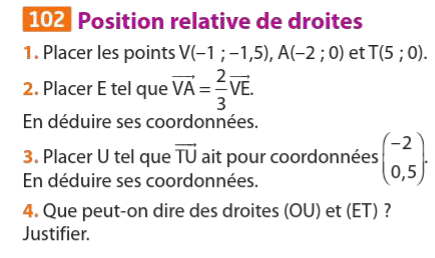 102 Position relative de droites
1. Placer les points V(−1 ; −1,5), A(−2 ; 0) et T(5 ; 0).
2. Placer E tel que \(\overrightarrow{VA} = \frac{2}{3}\overrightarrow{VE}\).
En déduire ses coordonnées.
3. Placer U tel que \(\overrightarrow{TU}\) ait pour coordonnées \(\begin{pmatrix} -2 \\ 0,5 \end{pmatrix}\).
En déduire ses coordonnées.
4. Que peut-on dire des droites (OU) et (ET) ?
Justifier.